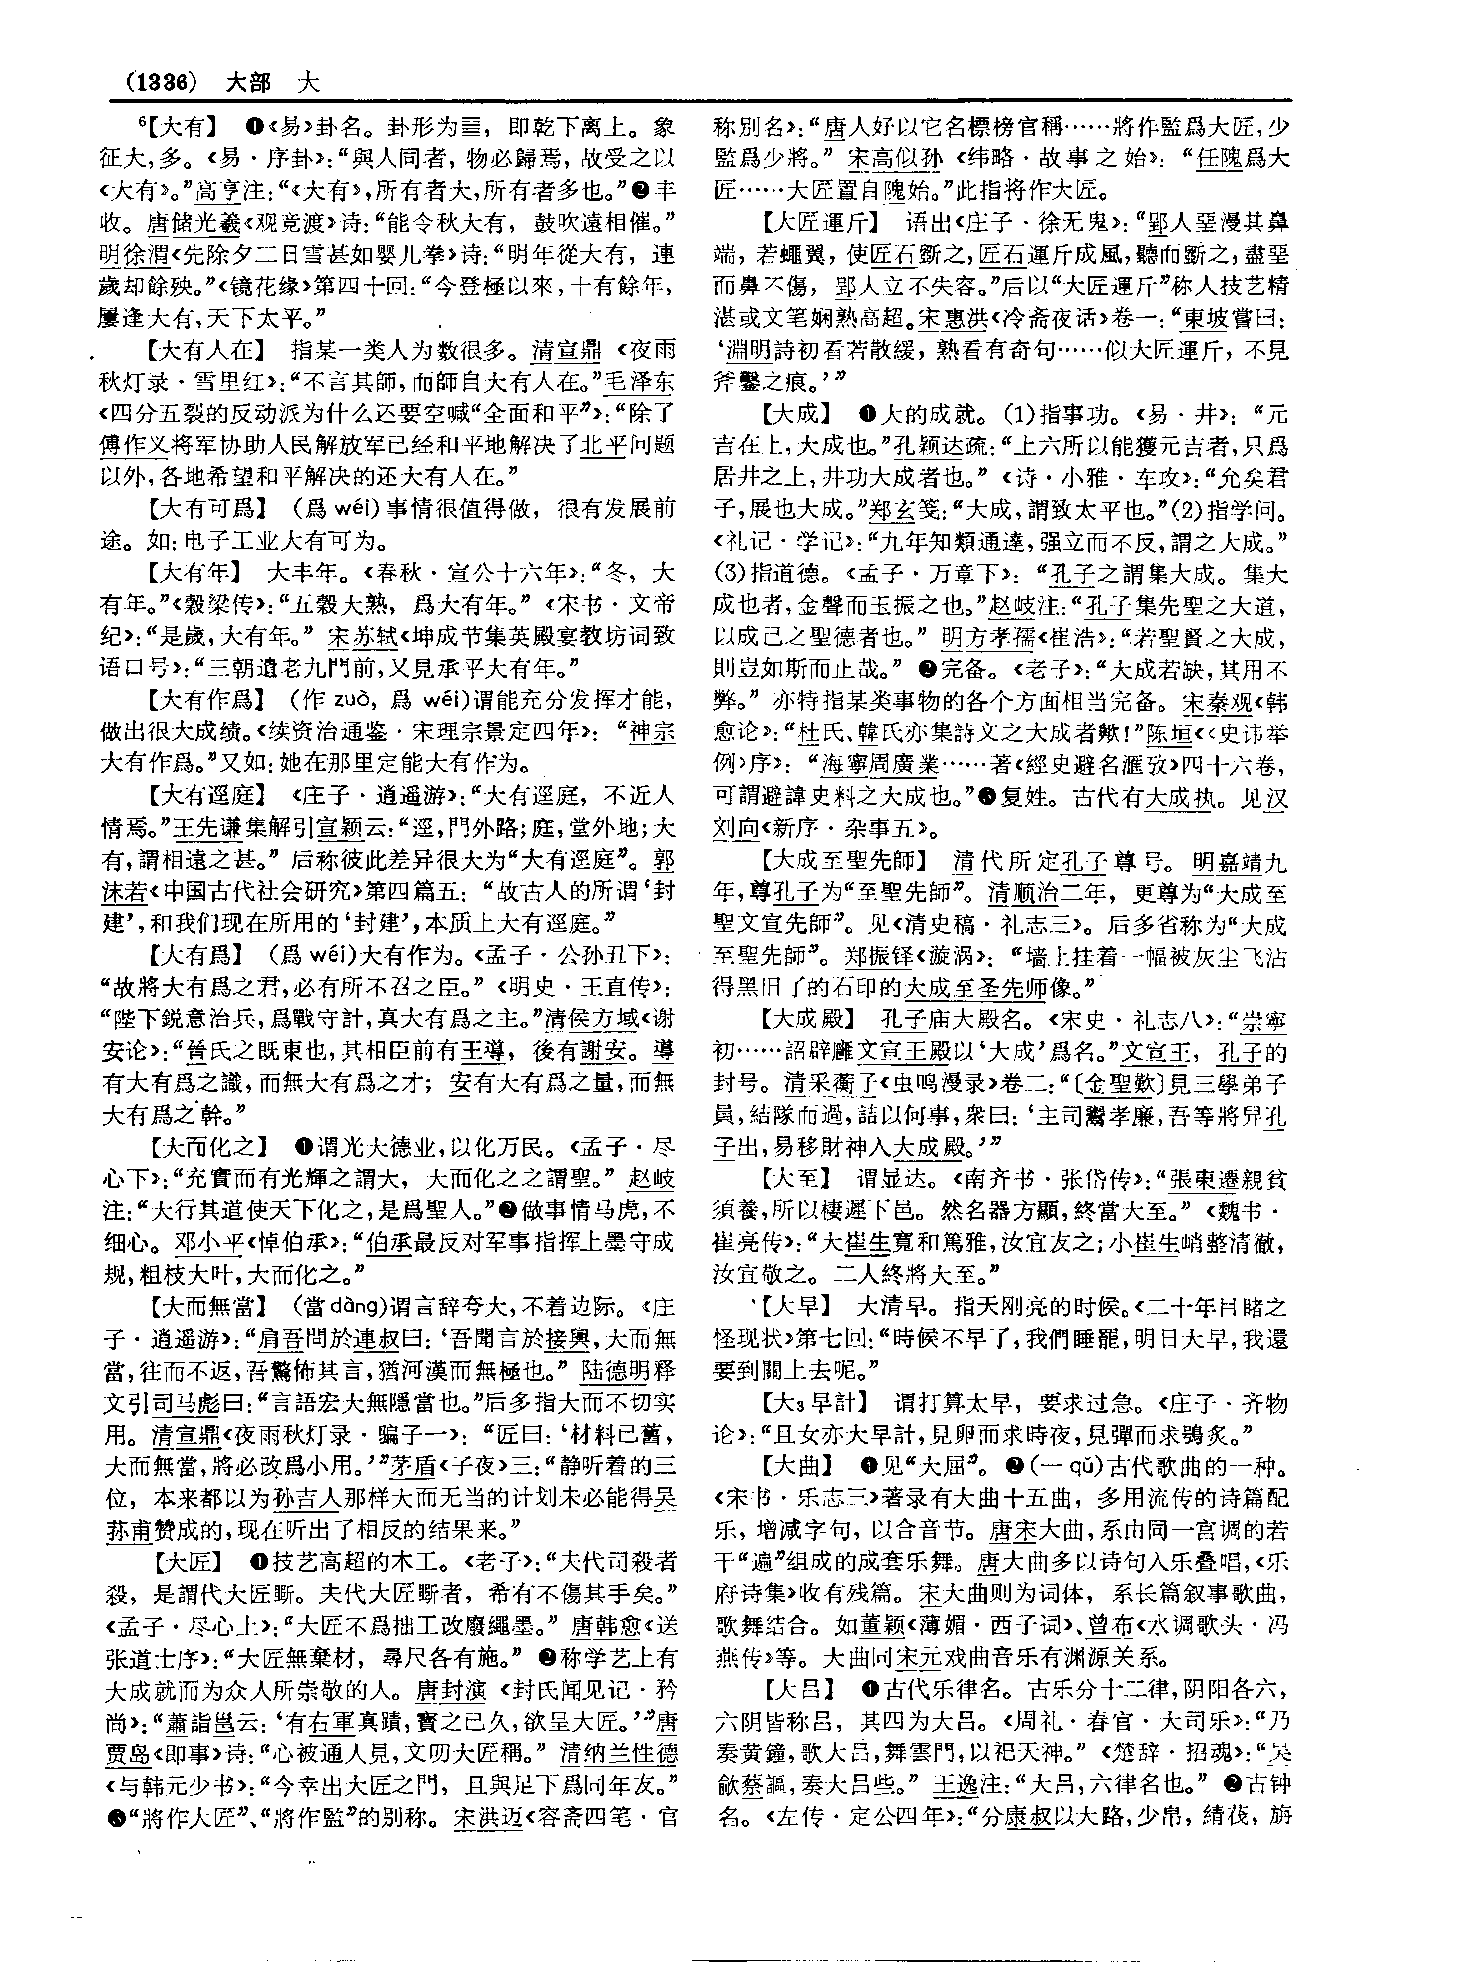 (1336) 大部 大
⁶【大有】 ❶《易》卦名。卦形为䷍，即乾下离上。象
征大，多。《易·序卦》：“與人同者，物必歸焉，故受之以
《大有》。”高亨注：“《大有》，所有者大，所有者多也。”❷丰
收。唐储光羲《观竞渡》诗：“能令秋大有，鼓吹遠相催。”
明徐渭《先除夕二日雪甚如婴儿拳》诗：“明年從大有，連
歲却餘殃。”《镜花缘》第四十回：“今登極以來，十有餘年，
屢逢大有，天下太平。”
【大有人在】 指某一类人为数很多。清宣鼎《夜雨
秋灯录·雪里红》：“不言其師，而師自大有人在。”毛泽东
《四分五裂的反动派为什么还要空喊“全面和平”》：“除了
傅作义将军协助人民解放军已经和平地解决了北平问题
以外，各地希望和平解决的还大有人在。”
【大有可爲】 （爲 wéi）事情很值得做，很有发展前
途。如：电子工业大有可为。
【大有年】 大丰年。《春秋·宣公十六年》：“冬，大
有年。”《穀梁传》：“五穀大熟，爲大有年。”《宋书·文帝
纪》：“是歲，大有年。” 宋苏轼《坤成节集英殿宴教坊词致
语口号》：“三朝遺老九門前，又見承平大有年。”
【大有作爲】 （作 zuò，爲 wéi）谓能充分发挥才能，
做出很大成绩。《续资治通鉴·宋理宗景定四年》：“神宗
大有作爲。”又如：她在那里定能大有作为。
【大有逕庭】 《庄子·逍遥游》：“大有逕庭，不近人
情焉。”王先谦集解引宣颖云：“逕，門外路；庭，堂外地；大
有，謂相遠之甚。” 后称彼此差异很大为“大有逕庭”。郭
沫若《中国古代社会研究》第四篇五：“故古人的所谓‘封
建’，和我们现在所用的‘封建’，本质上大有逕庭。”
【大有爲】 （爲 wéi）大有作为。《孟子·公孙丑下》：
“故將大有爲之君，必有所不召之臣。”《明史·王直传》：
“陛下鋭意治兵，爲戰守計，真大有爲之主。”清侯方域《谢
安论》：“晉氏之既東也，其相臣前有王導，後有謝安。導
有大有爲之識，而無大有爲之才；安有大有爲之量，而無
大有爲之幹。”
【大而化之】 ❶谓光大德业，以化万民。《孟子·尽
心下》：“充實而有光輝之謂大，大而化之之謂聖。” 赵岐
注：“大行其道使天下化之，是爲聖人。”❷做事情马虎，不
细心。邓小平《悼伯承》：“伯承最反对军事指挥上墨守成
规，粗枝大叶，大而化之。”
【大而無當】 （當dàng）谓言辞夸大，不着边际。《庄
子·逍遥游》：“肩吾問於連叔曰：‘吾聞言於接輿，大而無
當，往而不返，吾驚怖其言，猶河漢而無極也。” 陆德明释
文引司马彪曰：“言語宏大無隱當也。”后多指大而不切实
用。清宣鼎《夜雨秋灯录·骗子一》：“匠曰：‘材料已舊，
大而無當，將必改爲小用。’”茅盾《子夜》三：“静听着的三
位，本来都以为孙吉人那样大而无当的计划未必能得吴
荪甫赞成的，现在听出了相反的结果来。”
【大匠】 ❶技艺高超的木工。《老子》：“夫代司殺者
殺，是謂代大匠斲。夫代大匠斲者，希有不傷其手矣。”
《孟子·尽心上》：“大匠不爲拙工改廢繩墨。” 唐韩愈《送
张道士序》：“大匠無棄材，尋尺各有施。” ❷称学艺上有
大成就而为众人所崇敬的人。唐封演《封氏闻见记·矜
尚》：“蕭誻邕云：‘有右軍真蹟，寶之已久，欲呈大匠。’”唐
贾岛《即事》诗：“心被通人見，文叨大匠稱。” 清纳兰性德
《与韩元少书》：“今幸出大匠之門，且與足下爲同年友。”
❸“將作大匠”、“將作監”的别称。宋洪迈《容斋四笔·官
称别名》：“唐人好以它名標榜官稱……將作監爲大匠，少
監爲少將。” 宋高似孙《纬略·故事之始》：“任隗爲大
匠……大匠置自隗始。”此指将作大匠。
【大匠運斤】 语出《庄子·徐无鬼》：“郢人堊漫其鼻
端，若蠅翼，使匠石斲之，匠石運斤成風，聽而斲之，盡堊
而鼻不傷，郢人立不失容。”后以“大匠運斤”称人技艺精
湛或文笔娴熟高超。宋惠洪《冷斋夜话》卷一：“東坡嘗曰：
‘淵明詩初看若散緩，熟看有奇句……似大匠運斤，不見
斧鑿之痕。’”
【大成】 ❶大的成就。(1)指事功。《易·井》：“元
吉在上，大成也。”孔颖达疏：“上六所以能獲元吉者，只爲
居井之上，井功大成者也。”《诗·小雅·车攻》：“允矣君
子，展也大成。”郑玄笺：“大成，謂致太平也。”(2)指学问。
《礼记·学记》：“九年知類通達，强立而不反，謂之大成。”
(3)指道德。《孟子·万章下》：“孔子之謂集大成。集大
成也者，金聲而玉振之也。”赵岐注：“孔子集先聖之大道，
以成己之聖德者也。” 明方孝孺《崔浩》：“若聖賢之大成，
則豈如斯而止哉。” ❷完备。《老子》：“大成若缺，其用不
弊。” 亦特指某类事物的各个方面相当完备。宋秦观《韩
愈论》：“杜氏、韓氏亦集詩文之大成者歟！”陈垣《〈史讳举
例〉序》：“海寧周廣業……著《經史避名滙攷》四十六卷，
可謂避諱史料之大成也。”❸复姓。古代有大成执。见汉
刘向《新序·杂事五》。
【大成至聖先師】 清代所定孔子尊号。明嘉靖九
年，尊孔子为“至聖先師”。清顺治二年，更尊为“大成至
聖文宣先師”。见《清史稿·礼志三》。后多省称为“大成
至聖先師”。郑振铎《漩涡》：“墙上挂着一幅被灰尘飞沾
得黑旧了的石印的大成至圣先师像。”
【大成殿】 孔子庙大殿名。《宋史·礼志八》：“崇寧
初……詔辟廱文宣王殿以‘大成’爲名。”文宣王，孔子的
封号。清采蘅子《虫鸣漫录》卷二：“〔金聖歎〕見三學弟子
員，結隊而過，詰以何事，衆曰：‘主司鬻孝廉，吾等將舁孔
子出，易移財神入大成殿。’”
【大至】 谓显达。《南齐书·张岱传》：“張東遷親貧
須養，所以棲遲下邑。然名器方顯，終當大至。”《魏书·
崔亮传》：“大崔生寬和篤雅，汝宜友之；小崔生峭整清徹，
汝宜敬之。二人終將大至。”
【大早】 大清早。指天刚亮的时候。《二十年目睹之
怪现状》第七回：“時候不早了，我們睡罷，明日大早，我還
要到關上去呢。”
【大₃早計】 谓打算太早，要求过急。《庄子·齐物
论》：“且女亦大早計，見卵而求時夜，見彈而求鴞炙。”
【大曲】 ❶见“大屈”。❷（一 qǔ）古代歌曲的一种。
《宋书·乐志三》著录有大曲十五曲，多用流传的诗篇配
乐，增减字句，以合音节。唐宋大曲，系由同一宫调的若
干“遍”组成的成套乐舞。唐大曲多以诗句入乐叠唱，《乐
府诗集》收有残篇。宋大曲则为词体，系长篇叙事歌曲，
歌舞结合。如董颖《薄媚·西子词》、曾布《水调歌头·冯
燕传》等。大曲同宋元戏曲音乐有渊源关系。
【大吕】 ❶古代乐律名。古乐分十二律，阴阳各六，
六阴皆称吕，其四为大吕。《周礼·春官·大司乐》：“乃
奏黄鐘，歌大吕，舞雲門，以祀天神。”《楚辞·招魂》：“吴
歈蔡謳，奏大吕些。” 王逸注：“大吕，六律名也。” ❷古钟
名。《左传·定公四年》：“分康叔以大路，少帛，綪茷，旃